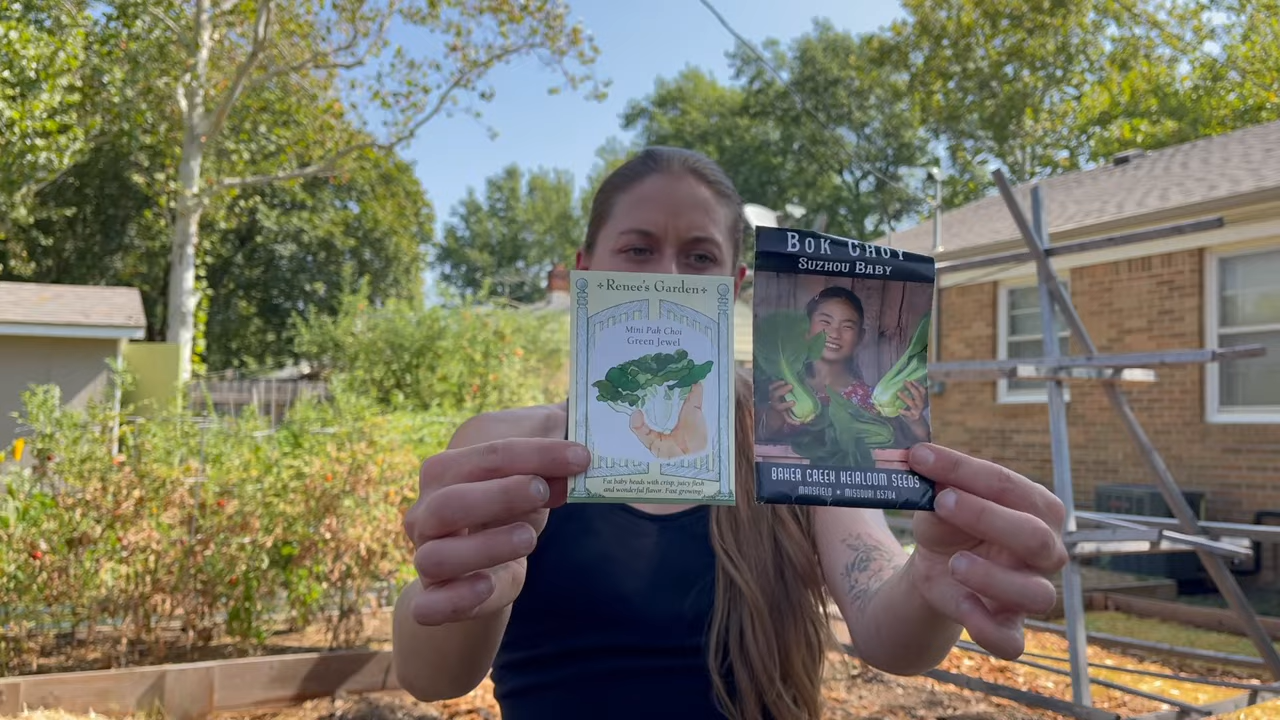 Renee's Garden
Mini Pak Choi
Green Jewel
Fat baby heads with crisp, juicy flesh
and wonderful flavor. Fast growing!
Bok Choy
Suzhou Baby
Baker Creek Heirloom Seeds
Mansfield • Missouri 65704